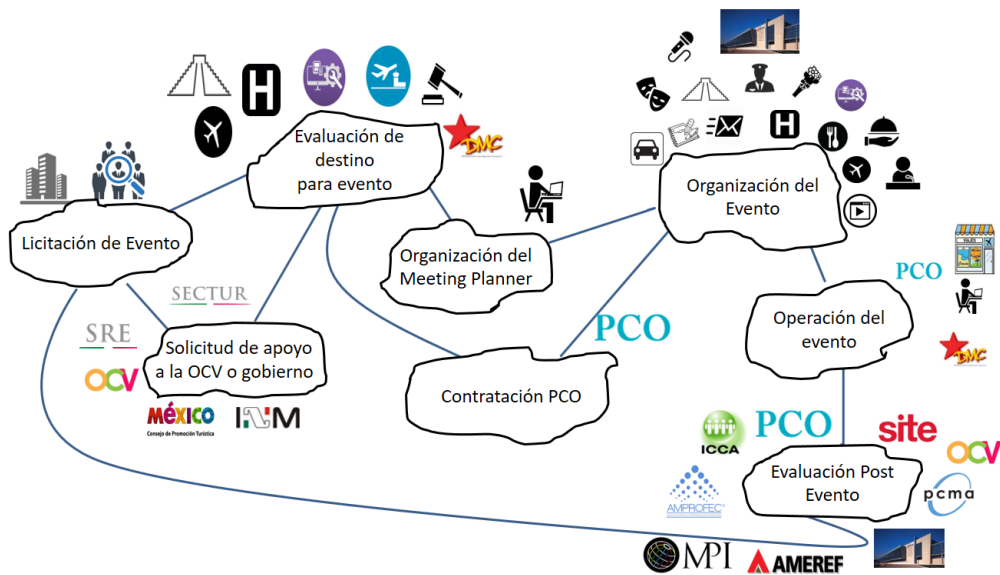 H
Evaluación de
destino
para evento
DMC
Licitación de Evento
SECTUR
SRE
OCV
Solicitud de apoyo
a la OCV o gobierno
MÉXICO
Consejo de Promoción Turística
INM
Organización del
Meeting Planner
PCO
Contratación PCO
H
Organización del
Evento
VIAJES
PCO
Operación del
evento
DMC
ICCA
PCO
site
OCV
Evaluación Post
Evento
pcma
AMPROFEC
MPI
AMEREF